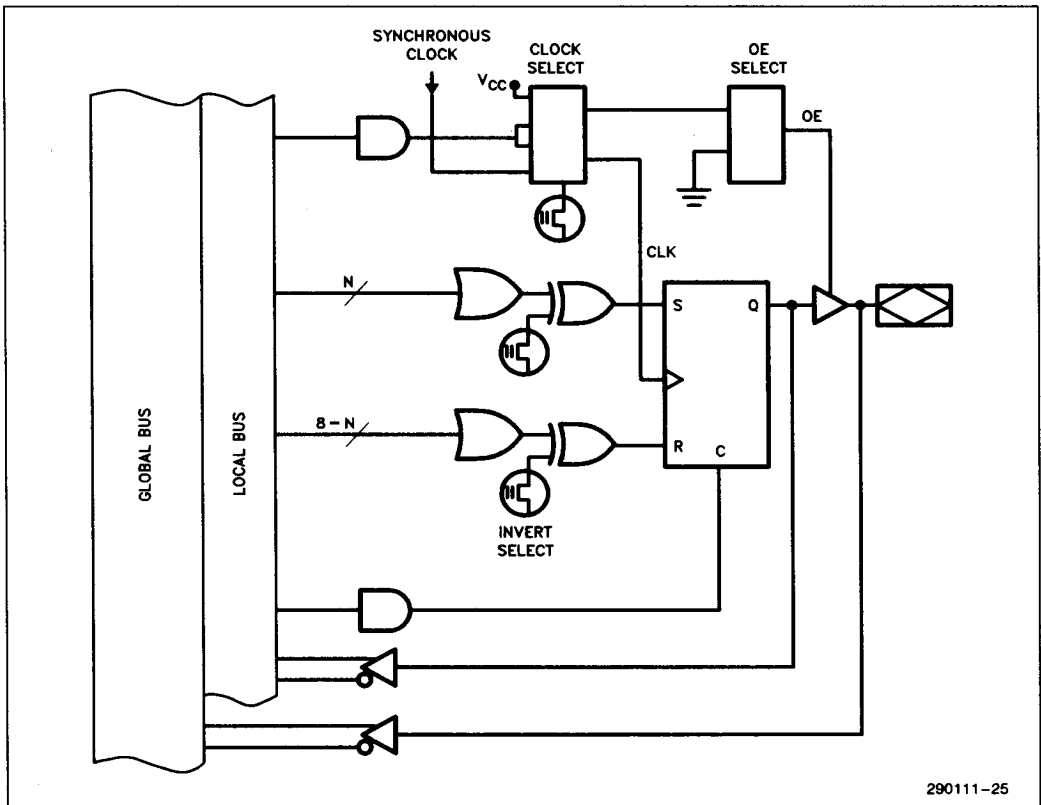 SYNCHRONOUS
CLOCK
CLOCK
SELECT
OE
SELECT
VCC
OE
CLK
N
S
Q
8-N
R
C
INVERT
SELECT
GLOBAL BUS
LOCAL BUS
290111-25